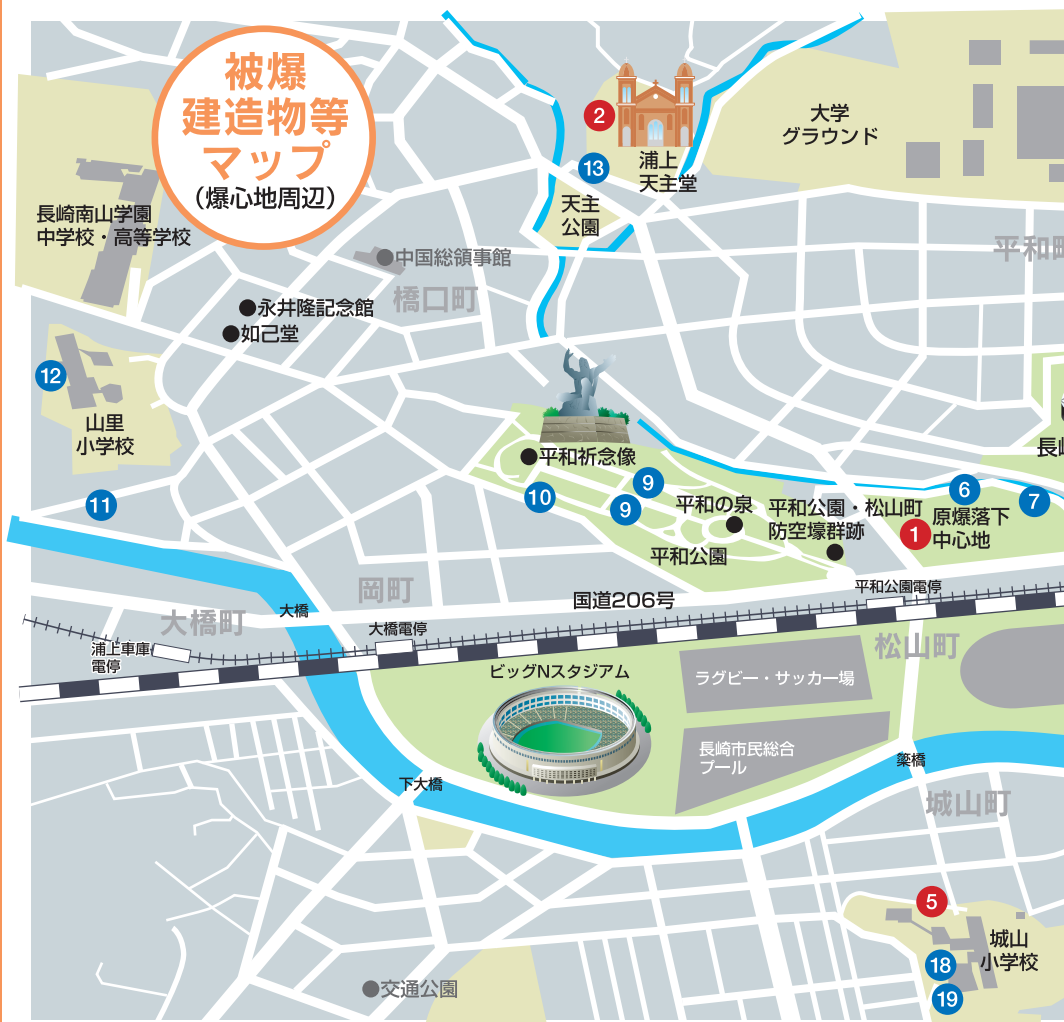 被爆
建造物等
マップ
(爆心地周辺)
2
大学
グラウンド
浦上
天主堂
13
天主
公園
長崎南山学園
中学校・高等学校
●中国総領事館
橋口町
●永井隆記念館
●如己堂
12
山里
小学校
11
●平和祈念像
10
9
9
平和の泉
平和公園
平和公園・松山町
防空壕群跡
1
原爆落下
中心地
6
7
国道206号
平和公園電停
岡町
大橋町
大橋
大橋電停
浦上車庫
電停
松山町
ビッグNスタジアム
ラグビー・サッカー場
長崎市民総合
プール
下大橋
簗橋
城山町
5
城山
小学校
18
19
●交通公園